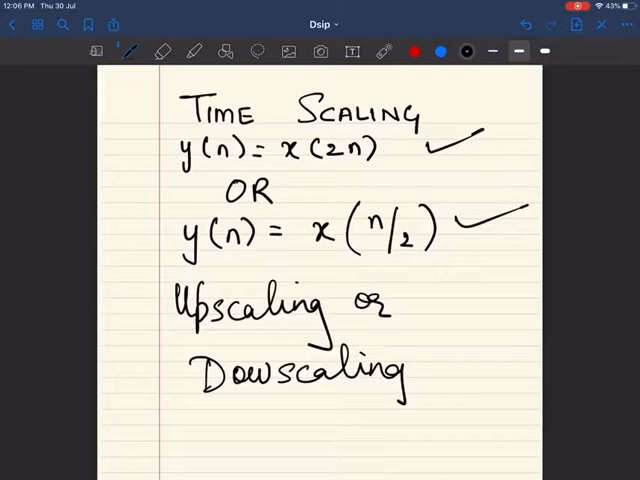 12:06 PM Thu 30 Jul
43%
Dsip
TIME SCALING
y(n) = x(2n)
OR
y(n) = x(n/2)
Upscaling or
Dowscaling